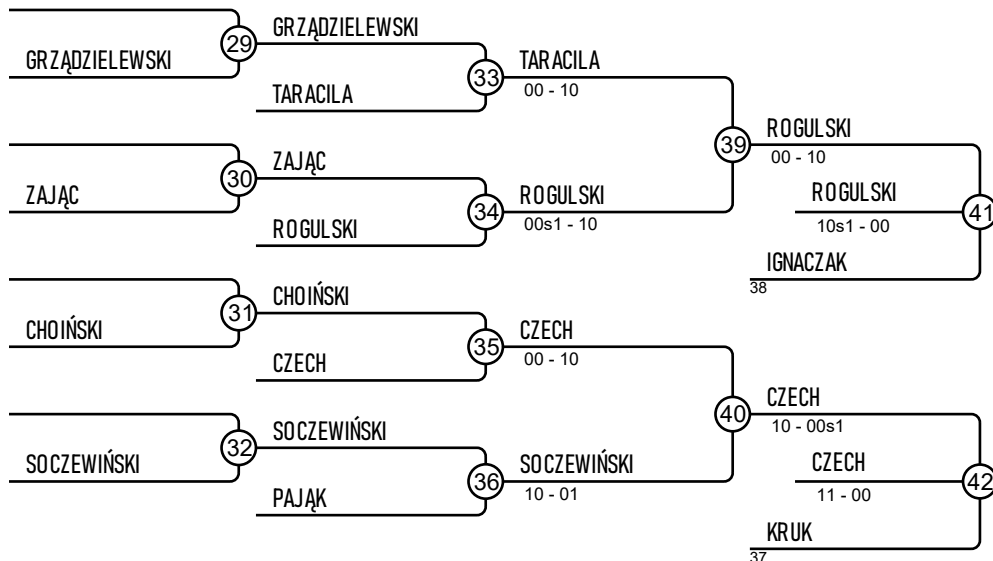 GRZĄDZIELEWSKI
29
GRZĄDZIELEWSKI
TARACILA
33
TARACILA
00 - 10
ZAJĄC
30
ZAJĄC
ROGULSKI
34
ROGULSKI
00s1 - 10
39
ROGULSKI
00 - 10
ROGULSKI
10s1 - 00
41
IGNACZAK
38
CHOIŃSKI
31
CHOIŃSKI
CZECH
35
CZECH
00 - 10
SOCZEWIŃSKI
32
SOCZEWIŃSKI
PAJĄK
36
SOCZEWIŃSKI
10 - 01
40
CZECH
10 - 00s1
CZECH
11 - 00
42
KRUK
37